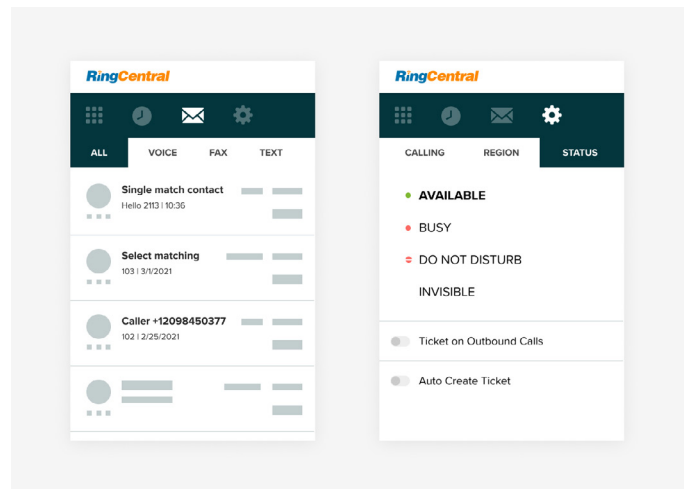 RingCentral
ALL VOICE FAX TEXT
Single match contact
Hello 2113 | 10:36
Select matching
103 | 3/1/2021
Caller +12098450377
102 | 2/25/2021
RingCentral
CALLING REGION STATUS
AVAILABLE
BUSY
DO NOT DISTURB
INVISIBLE
Ticket on Outbound Calls
Auto Create Ticket